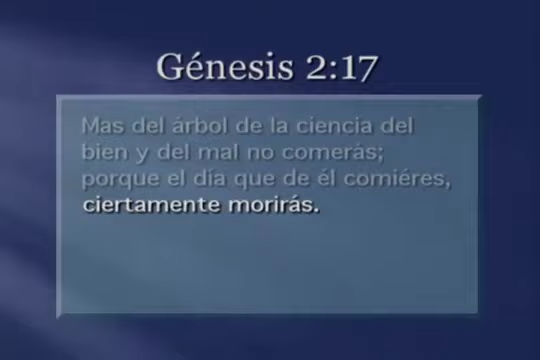 Génesis 2:17
Mas del árbol de la ciencia del
bien y del mal no comerás;
porque el día que de él comiéres,
ciertamente morirás.